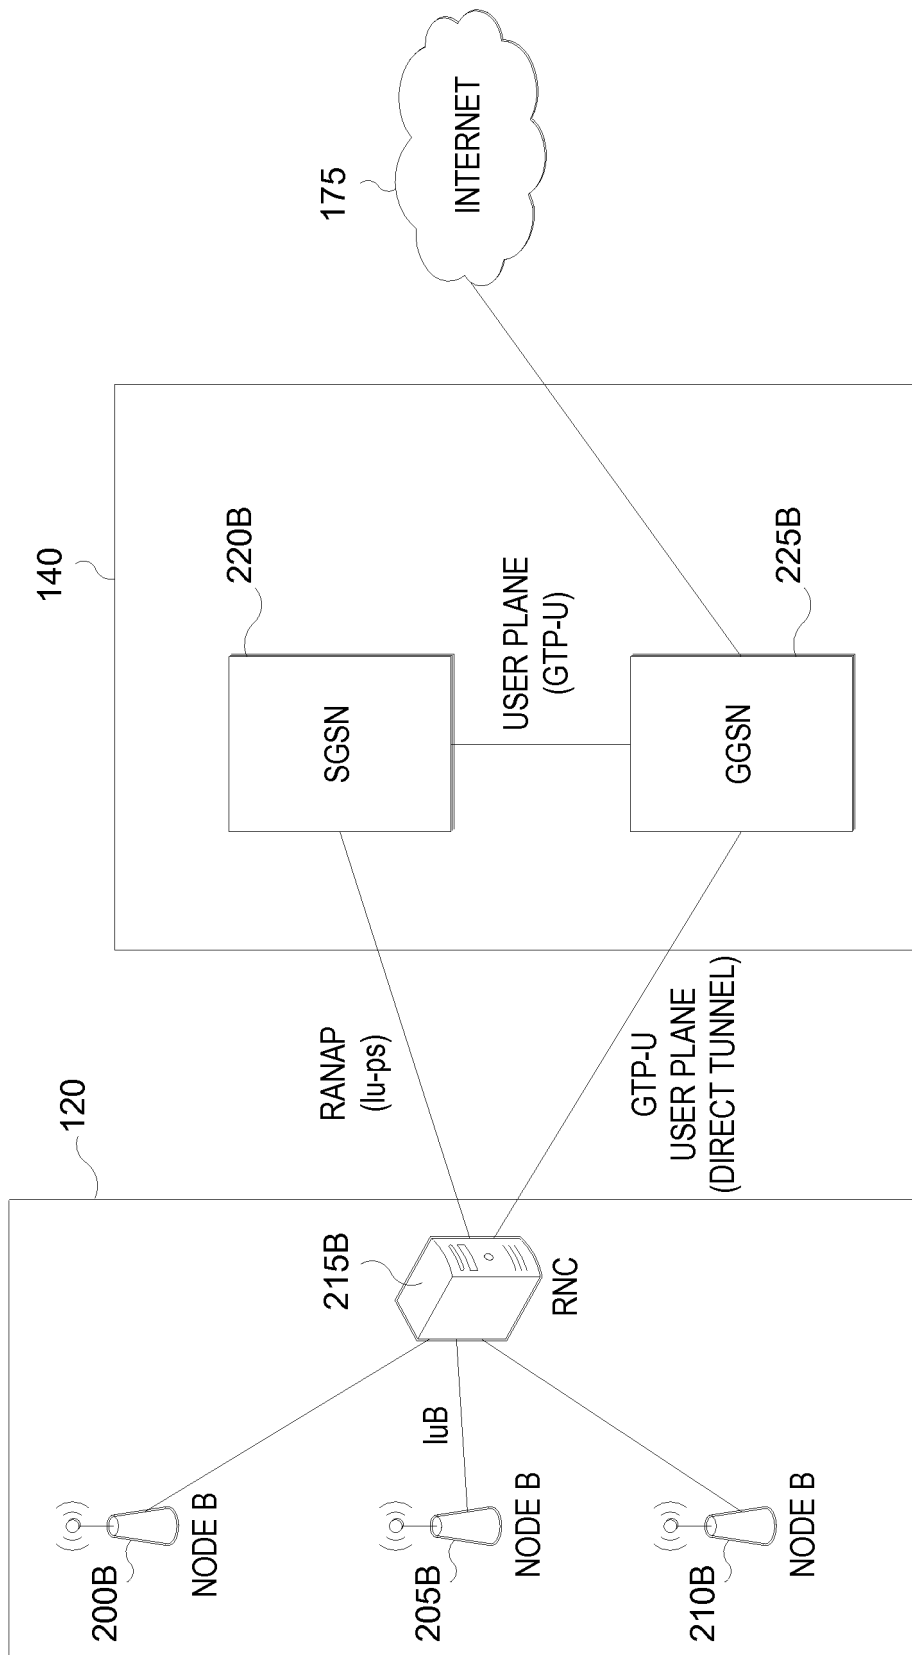 120
140
175
INTERNET
220B
SGSN
USER PLANE
(GTP-U)
225B
GGSN
RANAP
(Iu-ps)
GTP-U
USER PLANE
(DIRECT TUNNEL)
215B
RNC
IuB
200B
NODE B
205B
NODE B
210B
NODE B